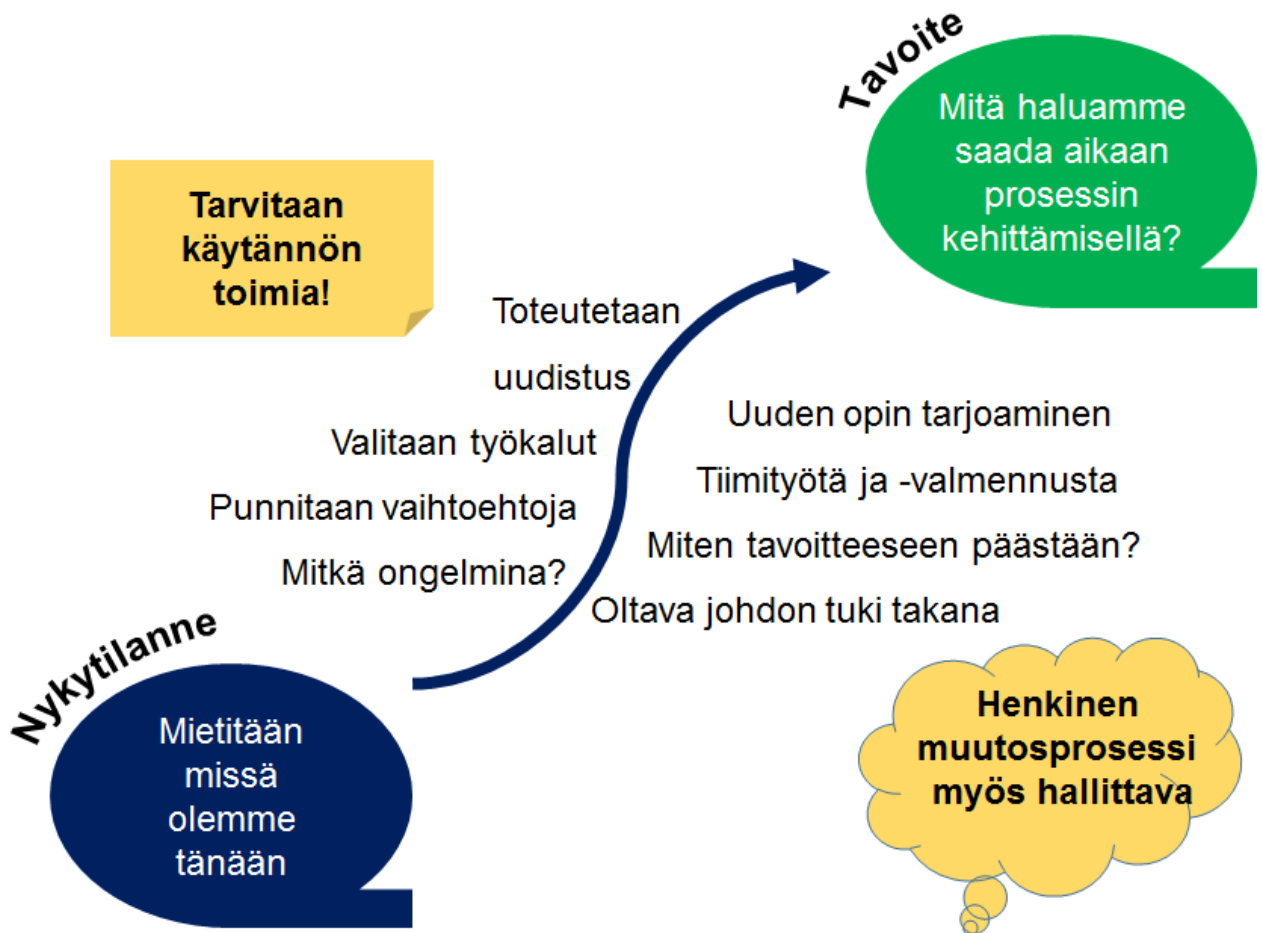 Tavoite
Mitä haluamme
saada aikaan
prosessin
kehittämisellä?
Tarvitaan
käytännön
toimia!
Toteutetaan
uudistus
Valitaan työkalut
Punnitaan vaihtoehtoja
Mitkä ongelmina?
Uuden opin tarjoaminen
Tiimityötä ja -valmennusta
Miten tavoitteeseen päästään?
Oltava johdon tuki takana
Nykytilanne
Mietitään
missä
olemme
tänään
Henkinen
muutosprosessi
myös hallittava